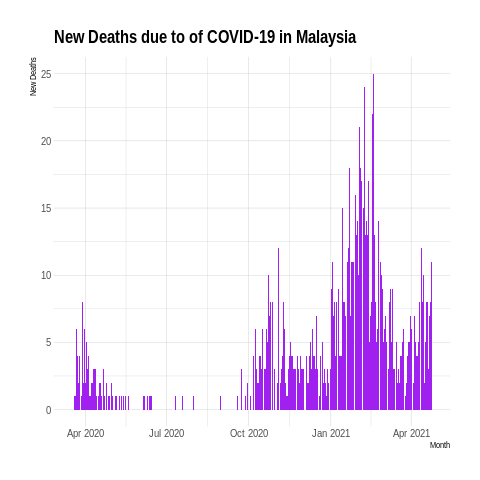 New Deaths due to of COVID-19 in Malaysia
New Deaths
25
20
15
10
5
0
Apr 2020 Jul 2020 Oct 2020 Jan 2021 Apr 2021
Month